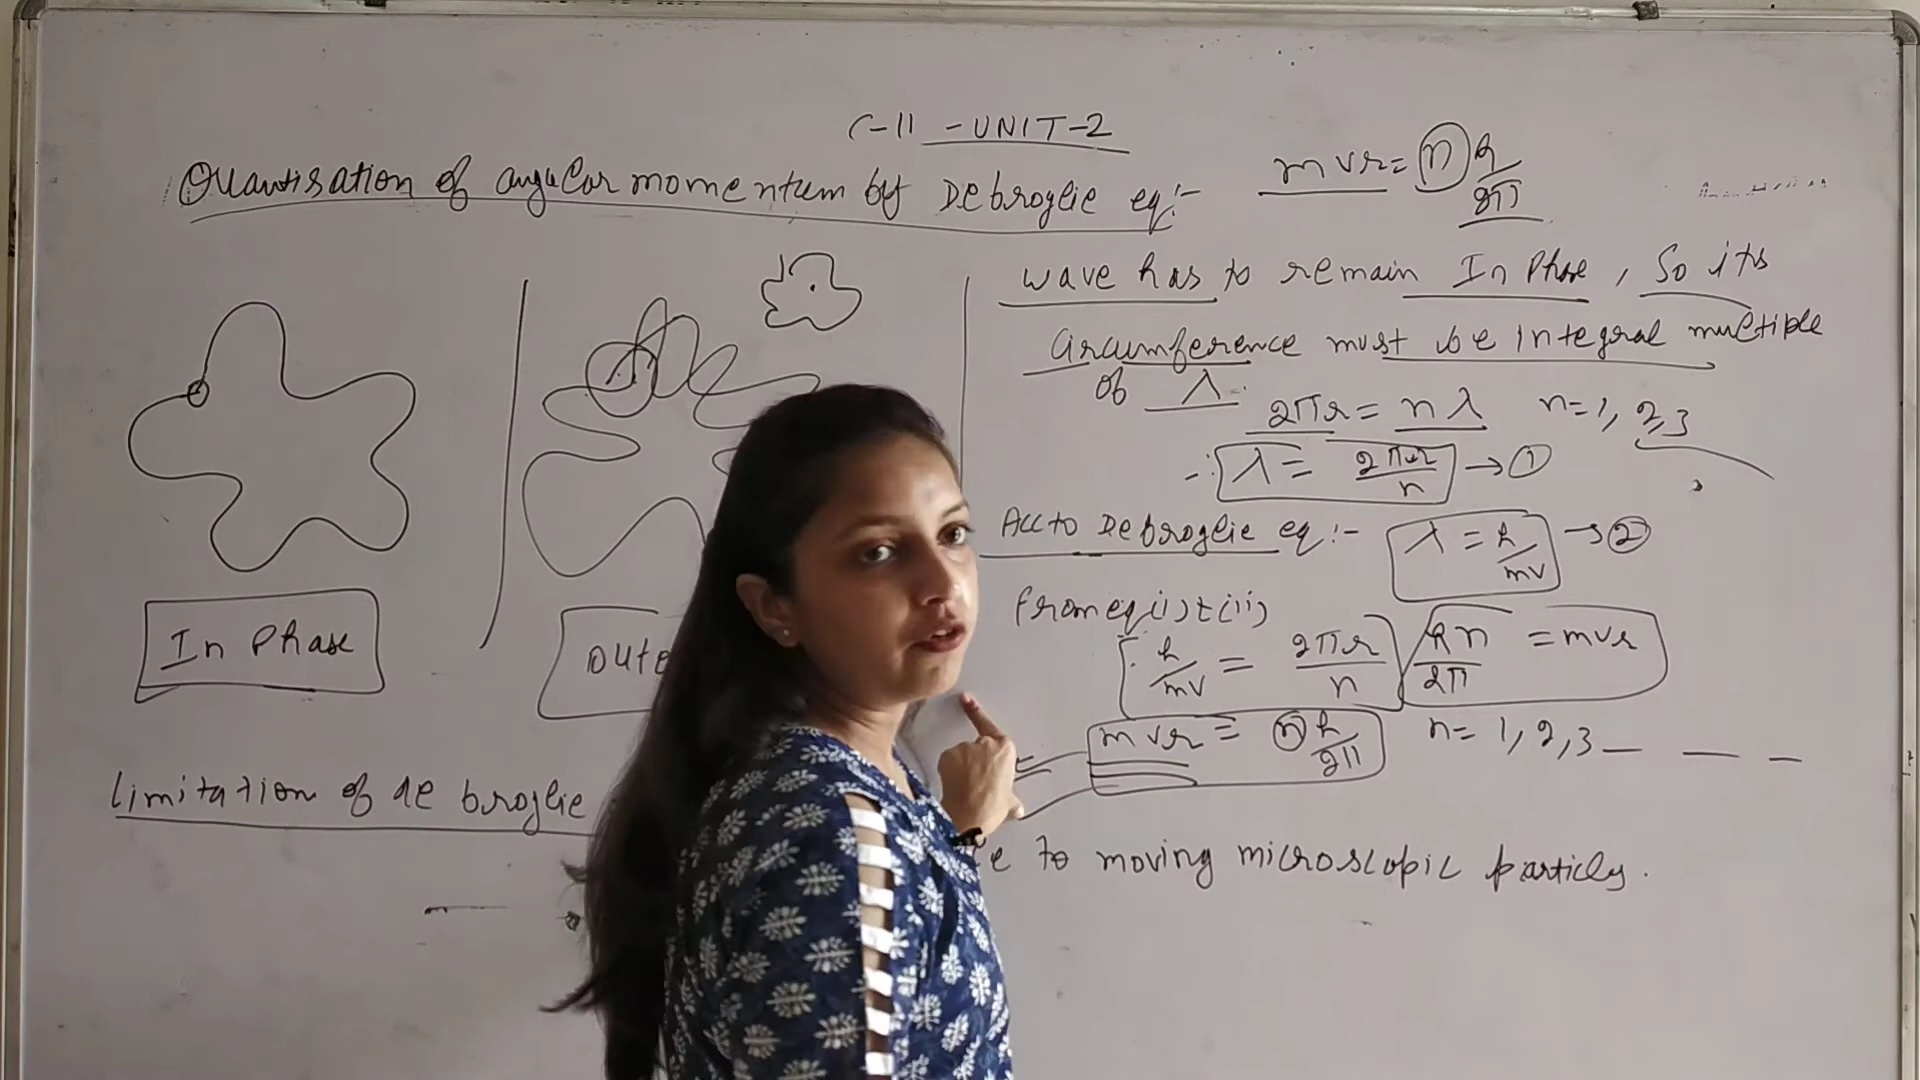 C-11 - UNIT-2
Quantisation of angular momentum by Debroglie eq:-
mvr = n h/2π
wave has to remain In Phase, So its
circumference must be integral multiple
of λ
2πr = nλ n=1, 2,3
∴ λ = 2πr/n → ①
Acc to Debroglie eq:- λ = h/mv → ②
from eq (i) & (ii)
h/mv = 2πr/n
hn/2π = mvr
mvr = n h/2π n= 1, 2, 3 — — —
In Phase
limitation of de broglie
to moving microscopic particles.